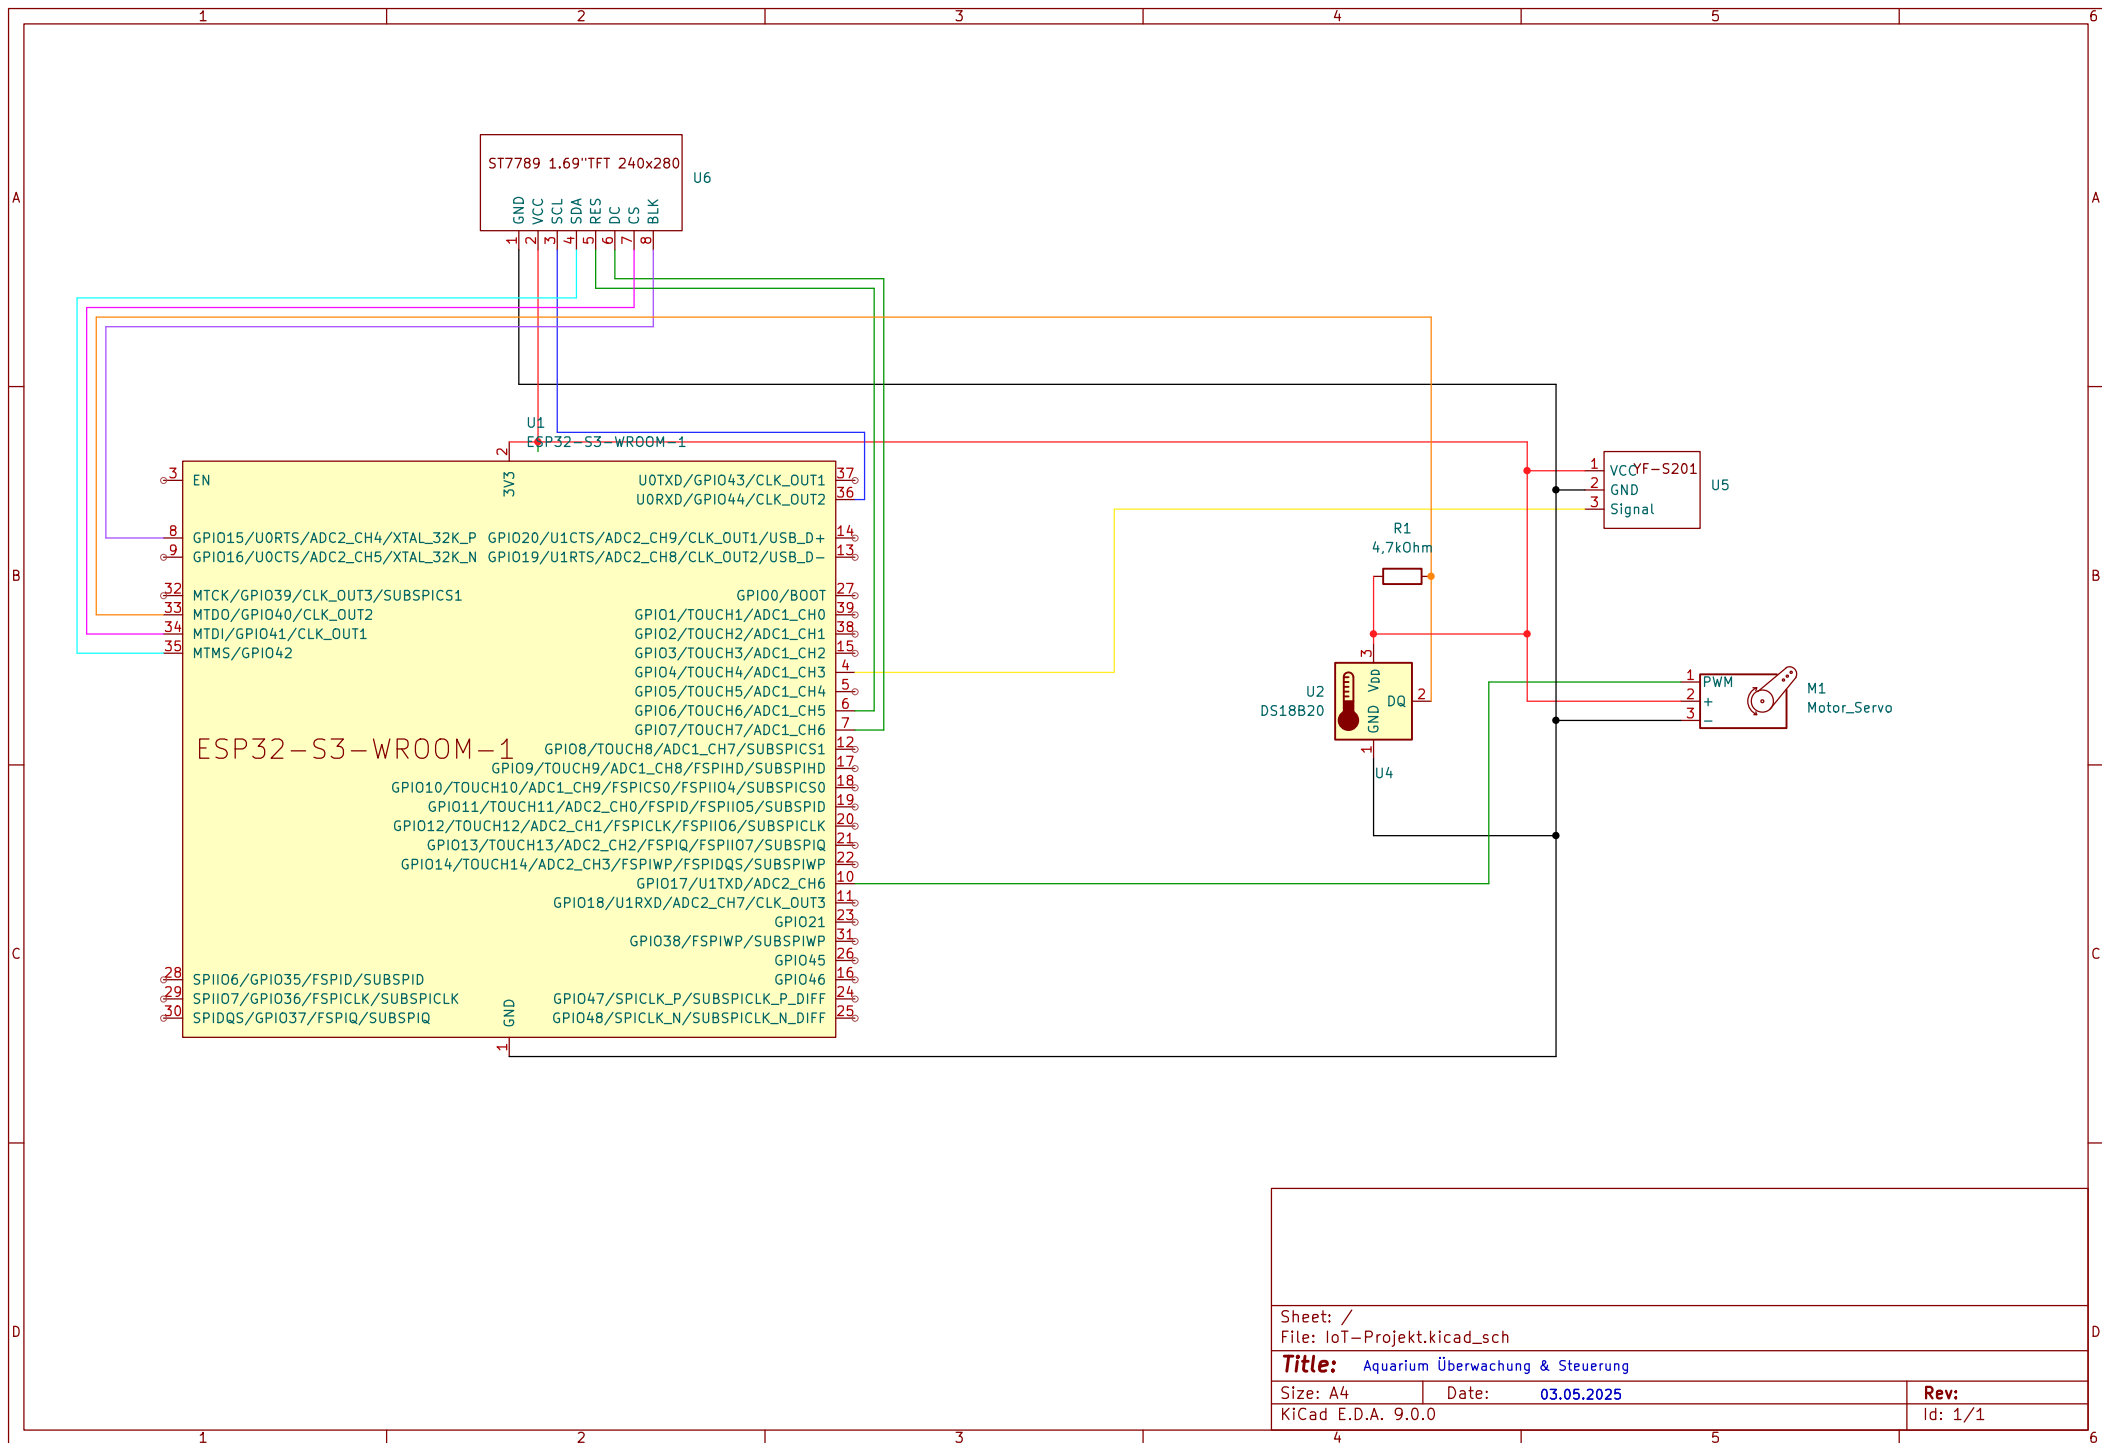 1 2 3 4 5 6
A A
B B
C C
D D
ST7789 1.69"TFT 240x280
U6
GND VCC SCL SDA RES DC CS BLK
1 2 3 4 5 6 7 8
U1
ESP32-S3-WROOM-1
2
3V3
3 EN
8 GPIO15/U0RTS/ADC2_CH4/XTAL_32K_P
9 GPIO16/U0CTS/ADC2_CH5/XTAL_32K_N
32 MTCK/GPIO39/CLK_OUT3/SUBSPICS1
33 MTDO/GPIO40/CLK_OUT2
34 MTDI/GPIO41/CLK_OUT1
35 MTMS/GPIO42
ESP32-S3-WROOM-1
28 SPIIO6/GPIO35/FSPID/SUBSPID
29 SPIIO7/GPIO36/FSPICLK/SUBSPICLK
30 SPIDQS/GPIO37/FSPIQ/SUBSPIQ
U0TXD/GPIO43/CLK_OUT1 37
U0RXD/GPIO44/CLK_OUT2 36
GPIO20/U1CTS/ADC2_CH9/CLK_OUT1/USB_D+ 14
GPIO19/U1RTS/ADC2_CH8/CLK_OUT2/USB_D- 13
GPIO0/BOOT 27
GPIO1/TOUCH1/ADC1_CH0 39
GPIO2/TOUCH2/ADC1_CH1 38
GPIO3/TOUCH3/ADC1_CH2 15
GPIO4/TOUCH4/ADC1_CH3 4
GPIO5/TOUCH5/ADC1_CH4 5
GPIO6/TOUCH6/ADC1_CH5 6
GPIO7/TOUCH7/ADC1_CH6 7
GPIO8/TOUCH8/ADC1_CH7/SUBSPICS1 12
GPIO9/TOUCH9/ADC1_CH8/FSPIHD/SUBSPIHD 17
GPIO10/TOUCH10/ADC1_CH9/FSPICS0/FSPIIO4/SUBSPICS0 18
GPIO11/TOUCH11/ADC2_CH0/FSPID/FSPIIO5/SUBSPID 19
GPIO12/TOUCH12/ADC2_CH1/FSPICLK/FSPIIO6/SUBSPICLK 20
GPIO13/TOUCH13/ADC2_CH2/FSPIQ/FSPIIO7/SUBSPIQ 21
GPIO14/TOUCH14/ADC2_CH3/FSPIWP/FSPIDQS/SUBSPIWP 22
GPIO17/U1TXD/ADC2_CH6 10
GPIO18/U1RXD/ADC2_CH7/CLK_OUT3 11
GPIO21 23
GPIO38/FSPIWP/SUBSPIWP 31
GPIO45 26
GPIO46 16
GPIO47/SPICLK_P/SUBSPICLK_P_DIFF 24
GPIO48/SPICLK_N/SUBSPICLK_N_DIFF 25
GND
1
YF-S201
U5
1 VCC
2 GND
3 Signal
R1
4,7kOhm
U2
DS18B20
3 VDD
DQ 2
GND 1
U4
M1
Motor_Servo
1 PWM
2 +
3 -
Sheet: /
File: IoT-Projekt.kicad_sch
Title: Aquarium Überwachung & Steuerung
Size: A4 Date: 03.05.2025 Rev:
KiCad E.D.A. 9.0.0 Id: 1/1
1 2 3 4 5 6